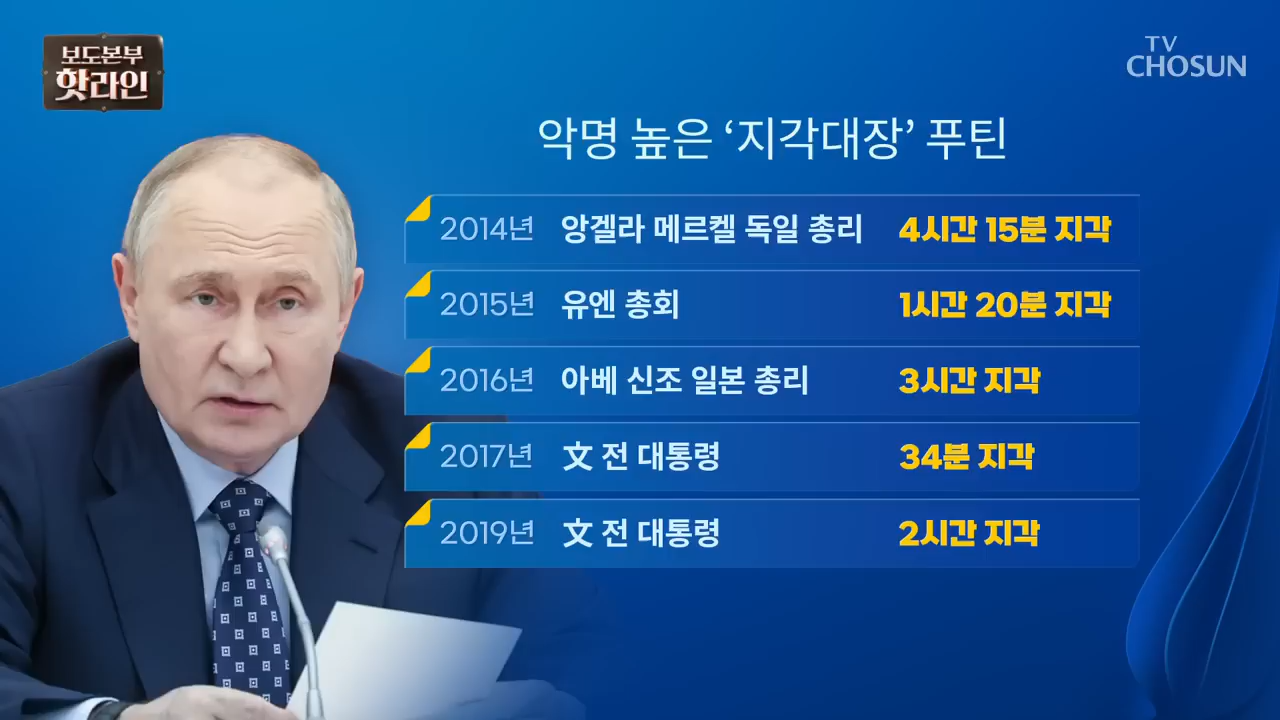 보도본부
핫라인
TV
CHOSUN
악명 높은 ‘지각대장’ 푸틴
2014년 앙겔라 메르켈 독일 총리 4시간 15분 지각
2015년 유엔 총회 1시간 20분 지각
2016년 아베 신조 일본 총리 3시간 지각
2017년 文 전 대통령 34분 지각
2019년 文 전 대통령 2시간 지각